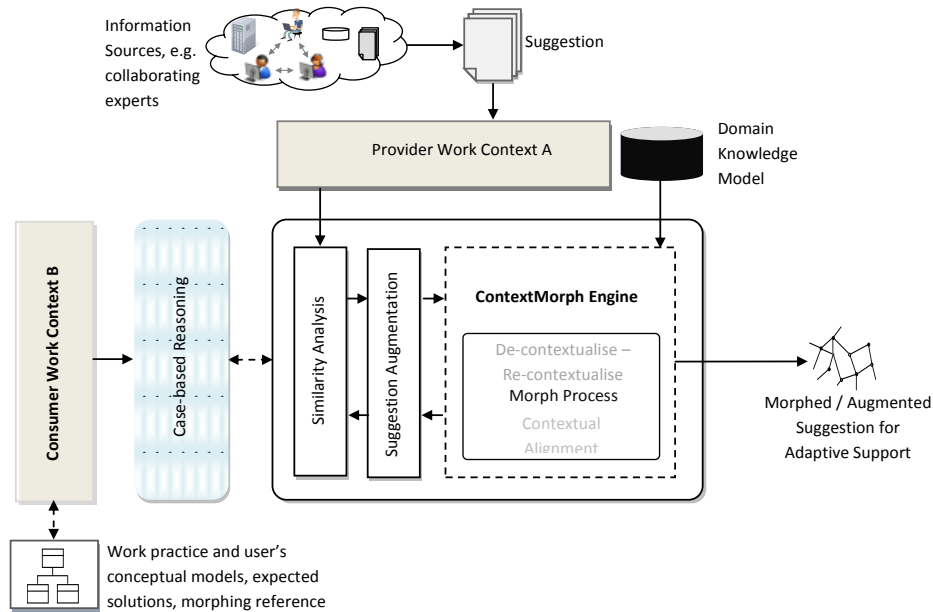 Information
Sources, e.g.
collaborating
experts
Suggestion
Provider Work Context A
Domain
Knowledge
Model
Consumer Work Context B
Case-based Reasoning
Similarity Analysis
Suggestion Augmentation
ContextMorph Engine
De-contextualise –
Re-contextualise
Morph Process
Contextual
Alignment
Morphed / Augmented
Suggestion for
Adaptive Support
Work practice and user's
conceptual models, expected
solutions, morphing reference